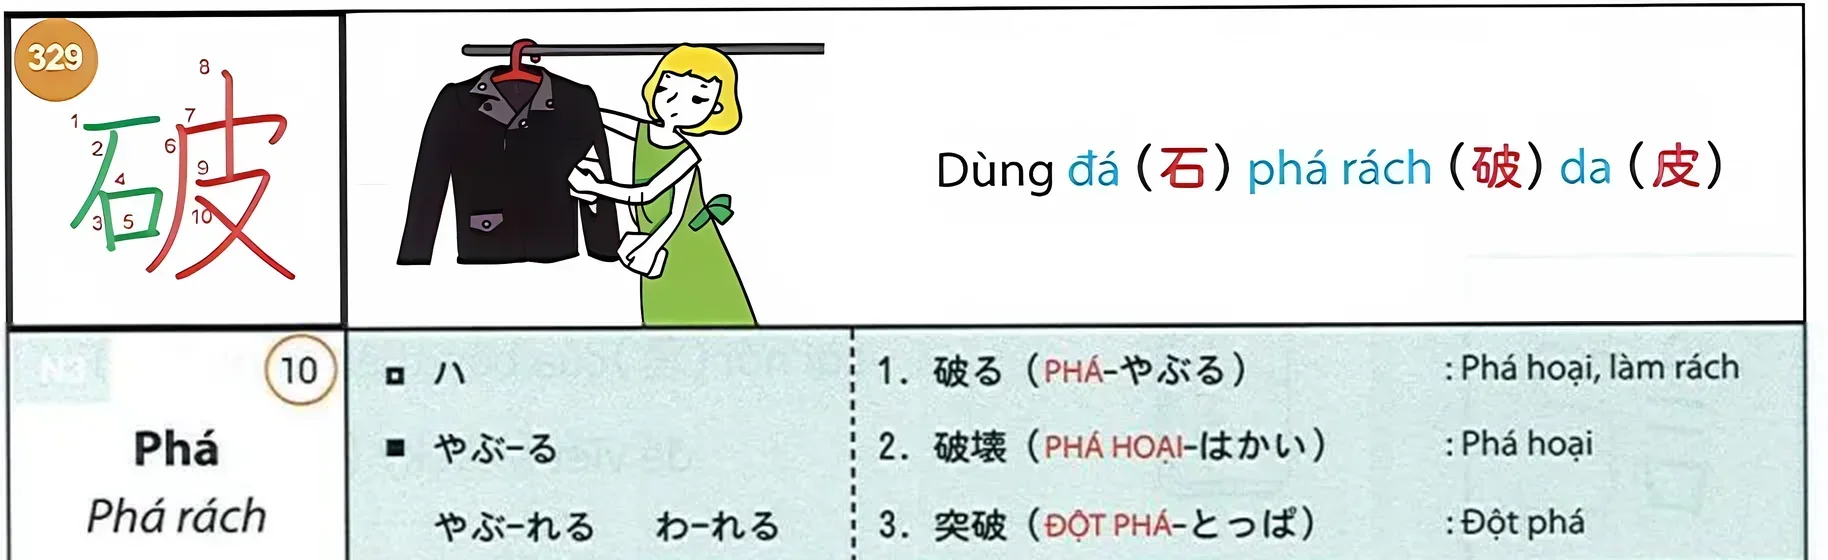 329
8
1
7
2
6
9
4
3
5
10
破
Dùng đá (石) phá rách (破) da (皮)
N3
10
Phá
Phá rách
ハ
やぶ-る
やぶ-れる わ-れる
1. 破る (PHÁ-やぶる) : Phá hoại, làm rách
2. 破壊 (PHÁ HOẠI-はかい) : Phá hoại
3. 突破 (ĐỘT PHÁ-とっぱ) : Đột phá